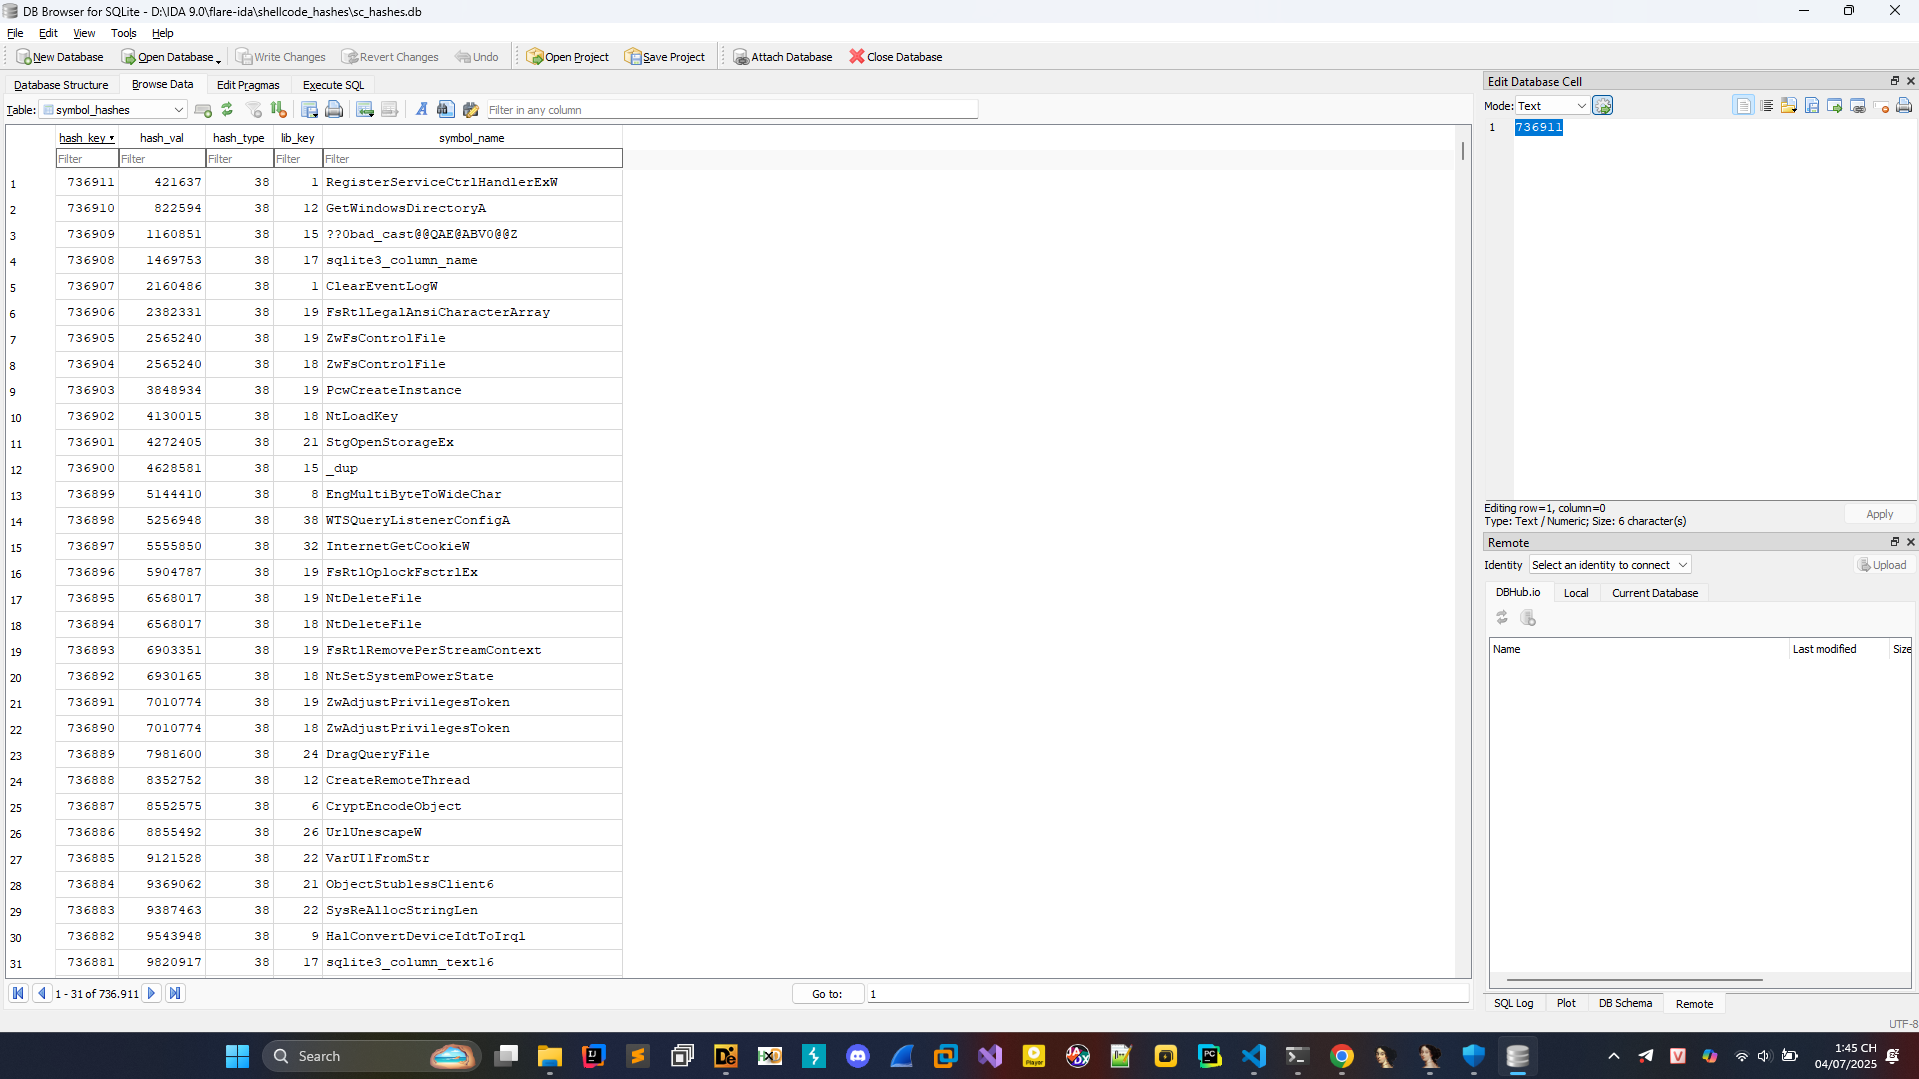 DB Browser for SQLite - D:\IDA 9.0\flare-ida\shellcode_hashes\sc_hashes.db
File Edit View Tools Help
New Database Open Database Write Changes Revert Changes Undo Open Project Save Project Attach Database Close Database
Database Structure Browse Data Edit Pragmas Execute SQL
Table: symbol_hashes Filter in any column
hash_key hash_val hash_type lib_key symbol_name
Filter Filter Filter Filter Filter
1 736911 421637 38 1 RegisterServiceCtrlHandlerExW
2 736910 822594 38 12 GetWindowsDirectoryA
3 736909 1160851 38 15 ??0bad_cast@@QAE@ABV0@@Z
4 736908 1469753 38 17 sqlite3_column_name
5 736907 2160486 38 1 ClearEventLogW
6 736906 2382331 38 19 FsRtlLegalAnsiCharacterArray
7 736905 2565240 38 19 ZwFsControlFile
8 736904 2565240 38 18 ZwFsControlFile
9 736903 3848934 38 19 PcwCreateInstance
10 736902 4130015 38 18 NtLoadKey
11 736901 4272405 38 21 StgOpenStorageEx
12 736900 4628581 38 15 _dup
13 736899 5144410 38 8 EngMultiByteToWideChar
14 736898 5256948 38 38 WTSQueryListenerConfigA
15 736897 5555850 38 32 InternetGetCookieW
16 736896 5904787 38 19 FsRtlOplockFsctrlEx
17 736895 6568017 38 19 NtDeleteFile
18 736894 6568017 38 18 NtDeleteFile
19 736893 6903351 38 19 FsRtlRemovePerStreamContext
20 736892 6930165 38 18 NtSetSystemPowerState
21 736891 7010774 38 19 ZwAdjustPrivilegesToken
22 736890 7010774 38 18 ZwAdjustPrivilegesToken
23 736889 7981600 38 24 DragQueryFile
24 736888 8352752 38 12 CreateRemoteThread
25 736887 8552575 38 6 CryptEncodeObject
26 736886 8855492 38 26 UrlUnescapeW
27 736885 9121528 38 22 VarUI1FromStr
28 736884 9369062 38 21 ObjectStublessClient6
29 736883 9387463 38 22 SysReAllocStringLen
30 736882 9543948 38 9 HalConvertDeviceIdtToIrql
31 736881 9820917 38 17 sqlite3_column_text16
1 - 31 of 736.911 Go to: 1
Edit Database Cell
Mode: Text
1 736911
Editing row=1, column=0
Type: Text / Numeric; Size: 6 character(s)
Apply
Remote
Identity Select an identity to connect Upload
DBHub.io Local Current Database
Name Last modified Size
SQL Log Plot DB Schema Remote
UTF-8
Search
1:45 CH
04/07/2025